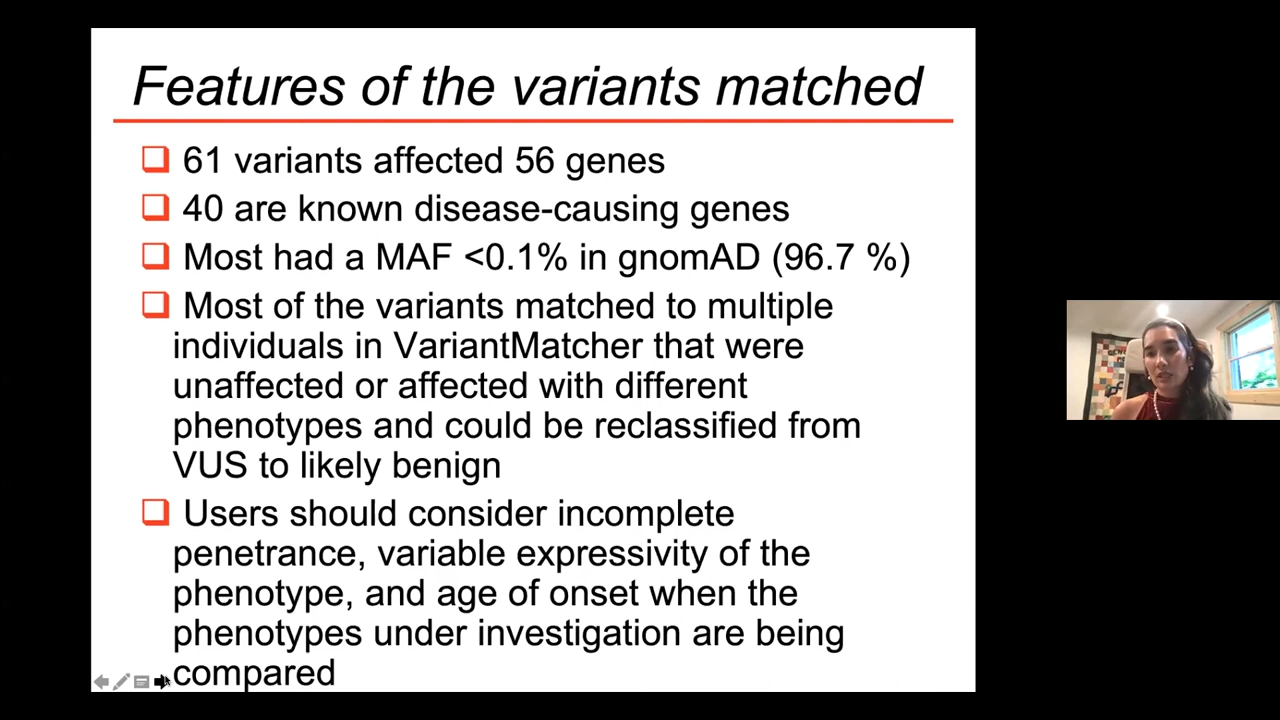 Features of the variants matched
61 variants affected 56 genes
40 are known disease-causing genes
Most had a MAF <0.1% in gnomAD (96.7 %)
Most of the variants matched to multiple
individuals in VariantMatcher that were
unaffected or affected with different
phenotypes and could be reclassified from
VUS to likely benign
Users should consider incomplete
penetrance, variable expressivity of the
phenotype, and age of onset when the
phenotypes under investigation are being
compared